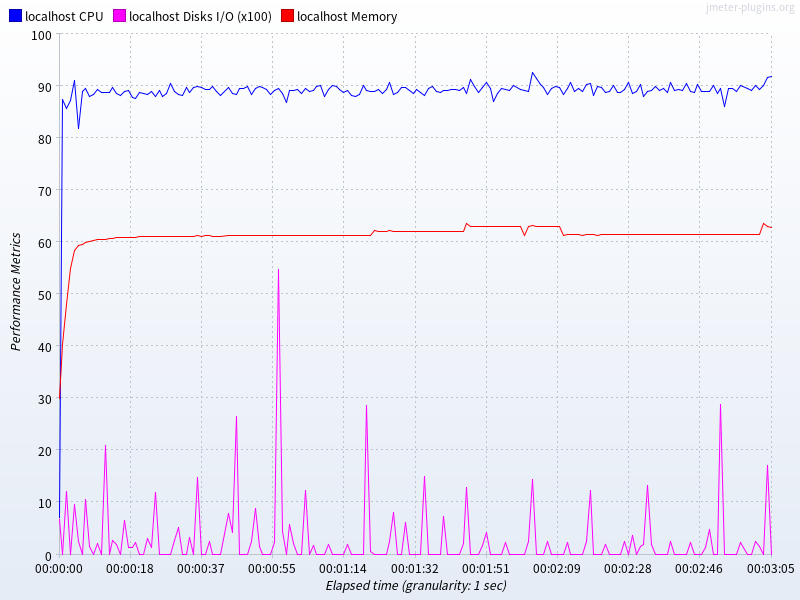 jmeter-plugins.org
localhost CPU localhost Disks I/O (x100) localhost Memory
100
90
80
70
60
50
40
30
20
10
0
Performance Metrics
00:00:00 00:00:18 00:00:37 00:00:55 00:01:14 00:01:32 00:01:51 00:02:09 00:02:28 00:02:46 00:03:05
Elapsed time (granularity: 1 sec)